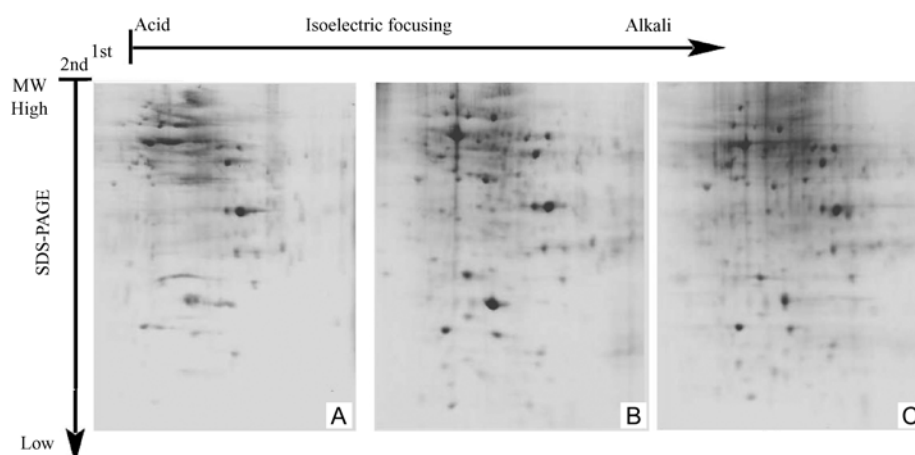 Acid Isoelectric focusing Alkali
1st
2nd
MW
High
SDS-PAGE
Low
A B C